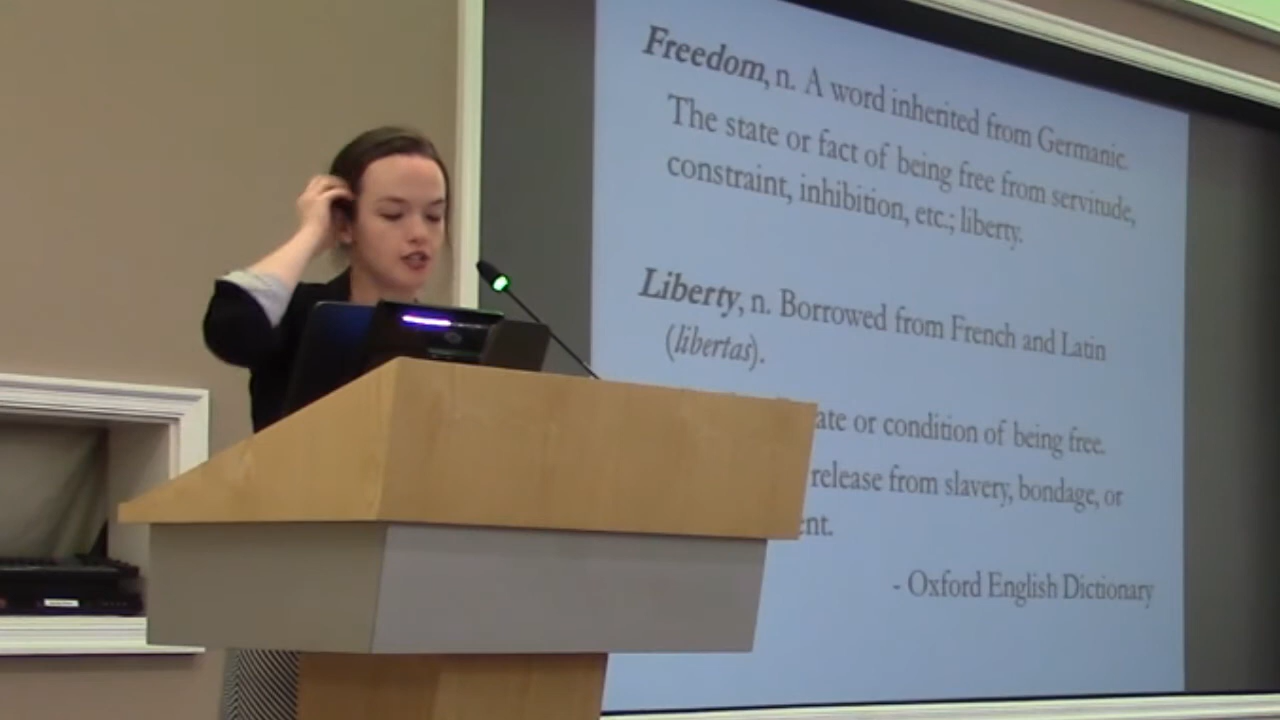 Freedom, n. A word inherited from Germanic.
The state or fact of being free from servitude,
constraint, inhibition, etc.; liberty.
Liberty, n. Borrowed from French and Latin
(libertas).
or condition of being free.
release from slavery, bondage, or
- Oxford English Dictionary